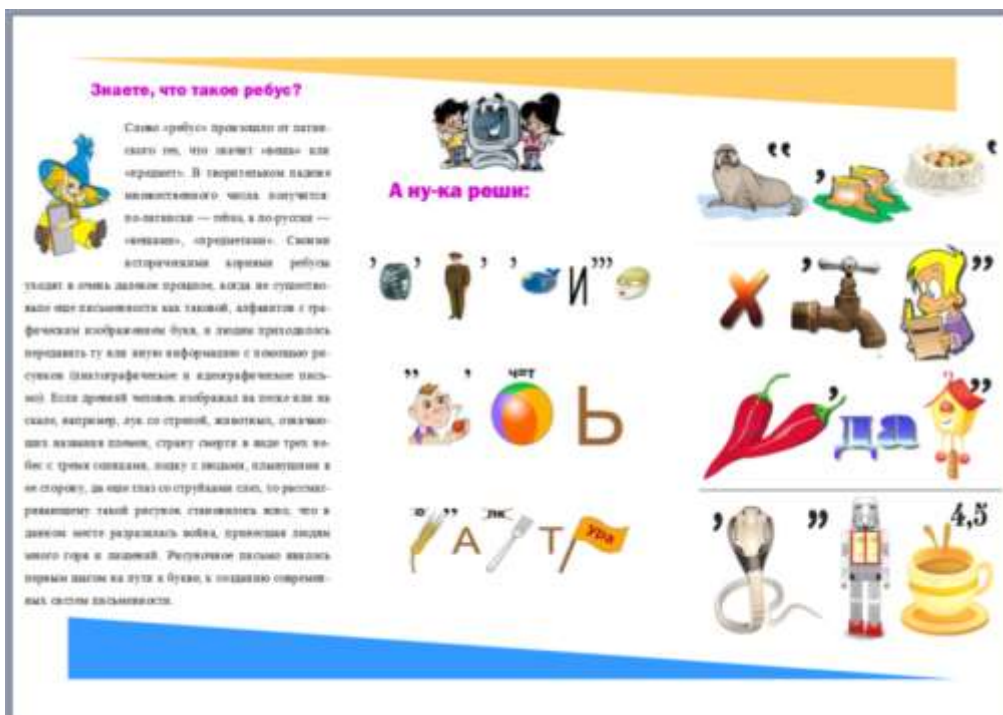 Знаете, что такое ребус?
Слово «ребус» произошло от латин-
ского res, что значит «вещь» или
«предмет». В творительном падеже
множественного числа получится:
по-латински — rebus, а по-русски —
«вещами», «предметами». Своими
историческими корнями ребусы
уходят в очень далекое прошлое, когда не существо-
вало еще письменности как таковой, алфавитов с гра-
фическим изображением букв, и людям приходилось
передавать ту или иную информацию с помощью ри-
сунков (пиктографическое и идеографическое пись-
мо). Если древний человек изображал на песке или на
скале, например, лук со стрелой, животных, означаю-
щих названия племен, страну смерти в виде трех не-
бес с тремя солнцами, лодку с людьми, плывущими в
ее сторону, да еще глаз со струйками слез, то рассмат-
ривающему такой рисунок становилось ясно, что в
данном месте разразилась война, принесшая людям
много горя и лишений. Рисуночное письмо явилось
первым шагом на пути к букве, к созданию современ-
ных систем письменности.
А ну-ка реши:
, , ' , И ,,,
,, , ч=т Ь
о ,, А лк Т ура
,, , ,
Х , ,,
, да ,,
, ,, 4,5